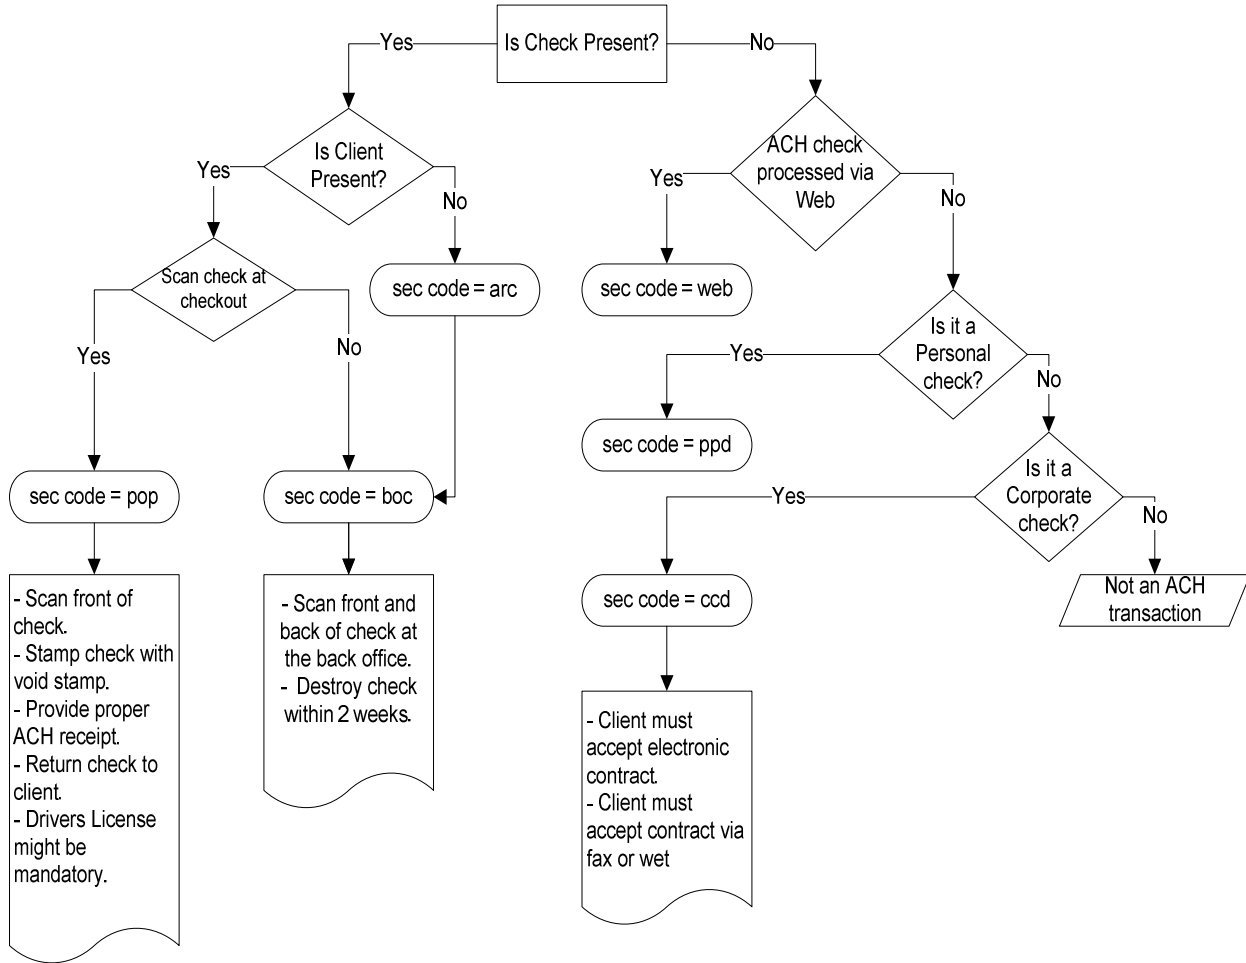 Is Check Present?
Yes
No
Is Client
Present?
Yes
No
ACH check
processed via
Web
Yes
No
Scan check at
checkout
Yes
No
sec code = arc
sec code = web
Is it a
Personal
check?
Yes
No
sec code = ppd
Is it a
Corporate
check?
Yes
No
sec code = pop
sec code = boc
sec code = ccd
Not an ACH
transaction
- Scan front of
check.
- Stamp check with
void stamp.
- Provide proper
ACH receipt.
- Return check to
client.
- Drivers License
might be
mandatory.
- Scan front and
back of check at
the back office.
- Destroy check
within 2 weeks.
- Client must
accept electronic
contract.
- Client must
accept contract via
fax or wet